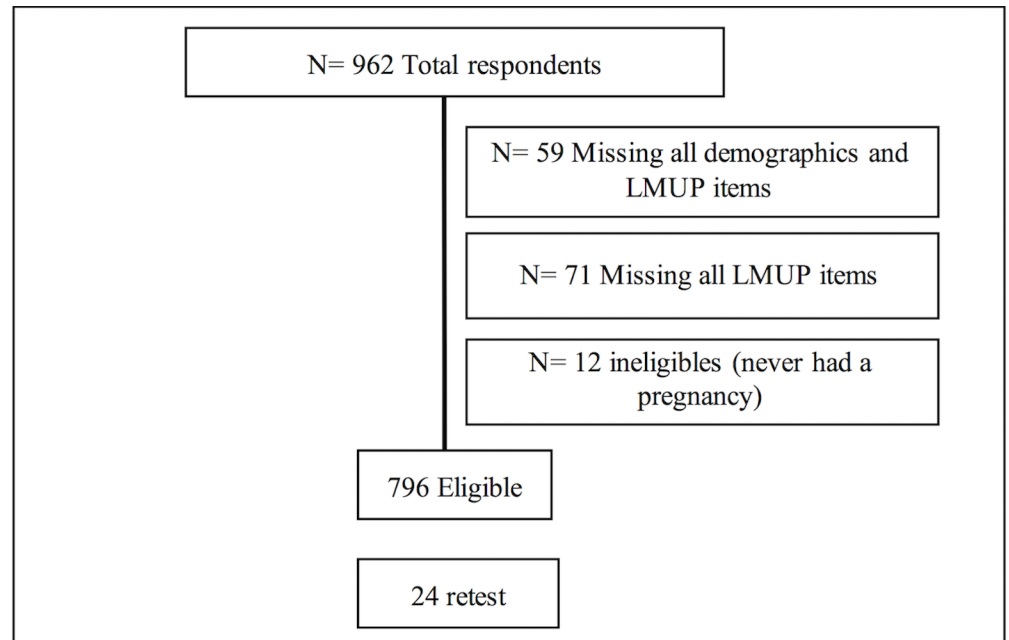 N= 962 Total respondents
N= 59 Missing all demographics and
LMUP items
N= 71 Missing all LMUP items
N= 12 ineligibles (never had a
pregnancy)
796 Eligible
24 retest